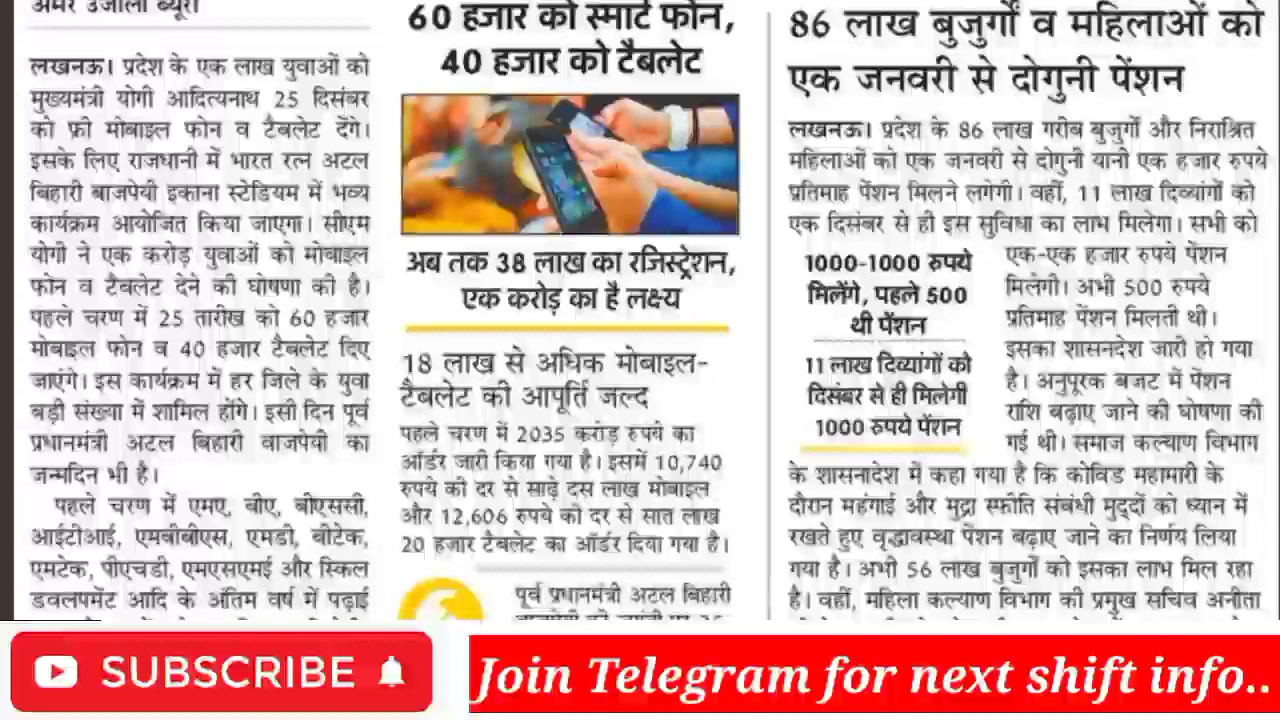 अमर उजाला ब्यूरो
लखनऊ। प्रदेश के एक लाख युवाओं को
मुख्यमंत्री योगी आदित्यनाथ 25 दिसंबर
को फ्री मोबाइल फोन व टैबलेट देंगे।
इसके लिए राजधानी में भारत रत्न अटल
बिहारी बाजपेयी इकाना स्टेडियम में भव्य
कार्यक्रम आयोजित किया जाएगा। सीएम
योगी ने एक करोड़ युवाओं को मोबाइल
फोन व टैबलेट देने की घोषणा की है।
पहले चरण में 25 तारीख को 60 हजार
मोबाइल फोन व 40 हजार टैबलेट दिए
जाएंगे। इस कार्यक्रम में हर जिले के युवा
बड़ी संख्या में शामिल होंगे। इसी दिन पूर्व
प्रधानमंत्री अटल बिहारी वाजपेयी का
जन्मदिन भी है।
पहले चरण में एमए, बीए, बीएससी,
आईटीआई, एमबीबीएस, एमडी, बीटेक,
एमटेक, पीएचडी, एमएसएमई और स्किल
डवलपमेंट आदि के अंतिम वर्ष में पढ़ाई
60 हजार को स्मार्ट फोन,
40 हजार को टैबलेट
अब तक 38 लाख का रजिस्ट्रेशन,
एक करोड़ का है लक्ष्य
18 लाख से अधिक मोबाइल-
टैबलेट की आपूर्ति जल्द
पहले चरण में 2035 करोड़ रुपये का
ऑर्डर जारी किया गया है। इसमें 10,740
रुपये की दर से साढ़े दस लाख मोबाइल
और 12,606 रुपये को दर से सात लाख
20 हजार टैबलेट का ऑर्डर दिया गया है।
पूर्व प्रधानमंत्री अटल बिहारी
86 लाख बुजुर्गों व महिलाओं को
एक जनवरी से दोगुनी पेंशन
लखनऊ। प्रदेश के 86 लाख गरीब बुजुर्गों और निराश्रित
महिलाओं को एक जनवरी से दोगुनी यानी एक हजार रुपये
प्रतिमाह पेंशन मिलने लगेगी। वहीं, 11 लाख दिव्यांगों को
एक दिसंबर से ही इस सुविधा का लाभ मिलेगा। सभी को
1000-1000 रुपये
मिलेंगे, पहले 500
थी पेंशन
11 लाख दिव्यांगों को
दिसंबर से ही मिलेगी
1000 रुपये पेंशन
एक-एक हजार रुपये पेंशन
मिलेगी। अभी 500 रुपये
प्रतिमाह पेंशन मिलती थी।
इसका शासनदेश जारी हो गया
है। अनुपूरक बजट में पेंशन
राशि बढ़ाए जाने की घोषणा की
गई थी। समाज कल्याण विभाग
के शासनादेश में कहा गया है कि कोविड महामारी के
दौरान महंगाई और मुद्रा स्फीति संबंधी मुद्दों को ध्यान में
रखते हुए वृद्धावस्था पेंशन बढ़ाए जाने का निर्णय लिया
गया है। अभी 56 लाख बुजुर्गों को इसका लाभ मिल रहा
है। वहीं, महिला कल्याण विभाग की प्रमुख सचिव अनीता
SUBSCRIBE
Join Telegram for next shift info..